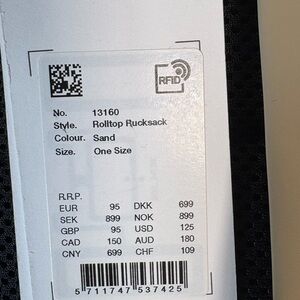 RFID
No. 13160
Style. Rolltop Rucksack
Colour. Sand
Size. One Size
R.R.P.
EUR 95 DKK 699
SEK 899 NOK 899
GBP 95 USD 125
CAD 150 AUD 180
CNY 699 CHF 109
5 711747 537425